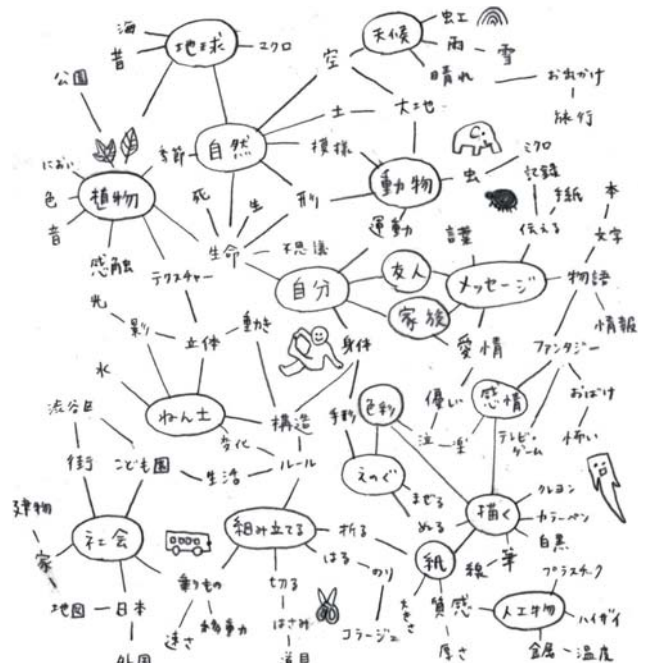 海
地球
昔
ミクロ
公園
天候
虹
空
雨
雪
晴れ
おでかけ
旅行
土
大地
におい
色
音
植物
季節
自然
模様
動物
虫
ミクロ
記録
手紙
伝える
言葉
本
文字
死
生
形
運動
感触
テクスチャー
生命
不思議
自分
友人
家族
メッセージ
物語
情報
光
影
立体
動き
身体
愛情
ファンタジー
水
ねん土
構造
手形
色彩
優しい
感情
おばけ
怖い
渋谷区
変化
泣
楽
テレビ・ゲーム
街
こども園
生活
ルール
えのぐ
まぜる
ぬる
描く
クレヨン
カラーペン
白黒
建物
社会
家
組み立てる
折る
はる
のり
紙
線
筆
プラスチック
乗りもの
切る
大きさ
質感
人工物
ハイザイ
地図
日本
速さ
はさみ
コラージュ
厚さ
金属
温度
外国
道具